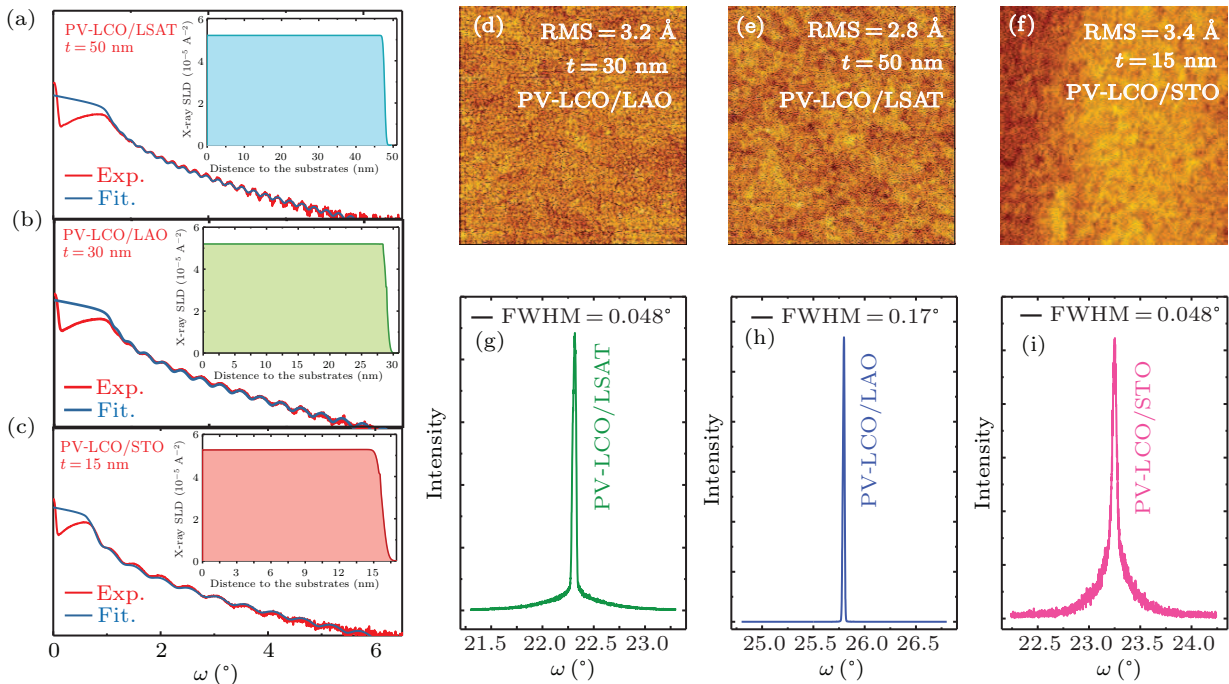 (a)
PV-LCO/LSAT
t = 50 nm
X-ray SLD (10⁻⁵ A⁻²)
6
4
2
0
0 10 20 30 40 50
Distence to the substrates (nm)
Exp.
Fit.
(b)
PV-LCO/LAO
t = 30 nm
X-ray SLD (10⁻⁵ A⁻²)
6
4
2
0
0 5 10 15 20 25 30
Distance to the substrates (nm)
Exp.
Fit.
(c)
PV-LCO/STO
t = 15 nm
X-ray SLD (10⁻⁵ A⁻²)
6
4
2
0
0 3 6 9 12 15
Distance to the substrates (nm)
Exp.
Fit.
0 2 4 6
ω (°)
(d)
RMS = 3.2 Å
t = 30 nm
PV-LCO/LAO
(e)
RMS = 2.8 Å
t = 50 nm
PV-LCO/LSAT
(f)
RMS = 3.4 Å
t = 15 nm
PV-LCO/STO
FWHM = 0.048°
(g)
PV-LCO/LSAT
Intensity
21.5 22.0 22.5 23.0
ω (°)
FWHM = 0.17°
(h)
PV-LCO/LAO
Intensity
25.0 25.5 26.0 26.5
ω (°)
FWHM = 0.048°
(i)
PV-LCO/STO
Intensity
22.5 23.0 23.5 24.0
ω (°)